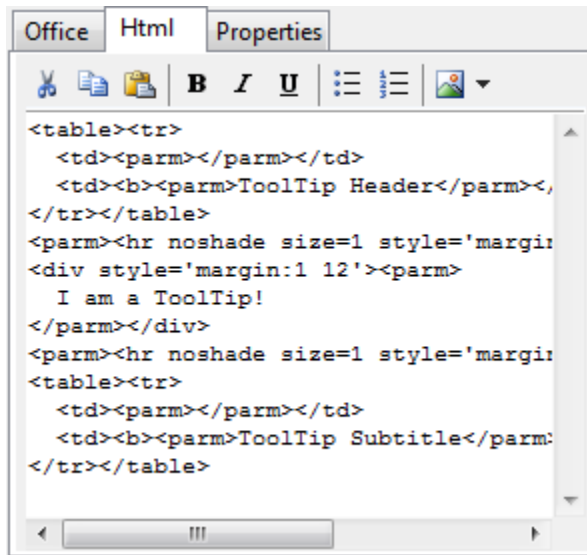 Office Html Properties
B I U
<table><tr>
  <td><parm></parm></td>
  <td><b><parm>ToolTip Header</parm></
</tr></table>
<parm><hr noshade size=1 style='margin
<div style='margin:1 12'><parm>
  I am a ToolTip!
</parm></div>
<parm><hr noshade size=1 style='margin
<table><tr>
  <td><parm></parm></td>
  <td><b><parm>ToolTip Subtitle</parm>
</tr></table>